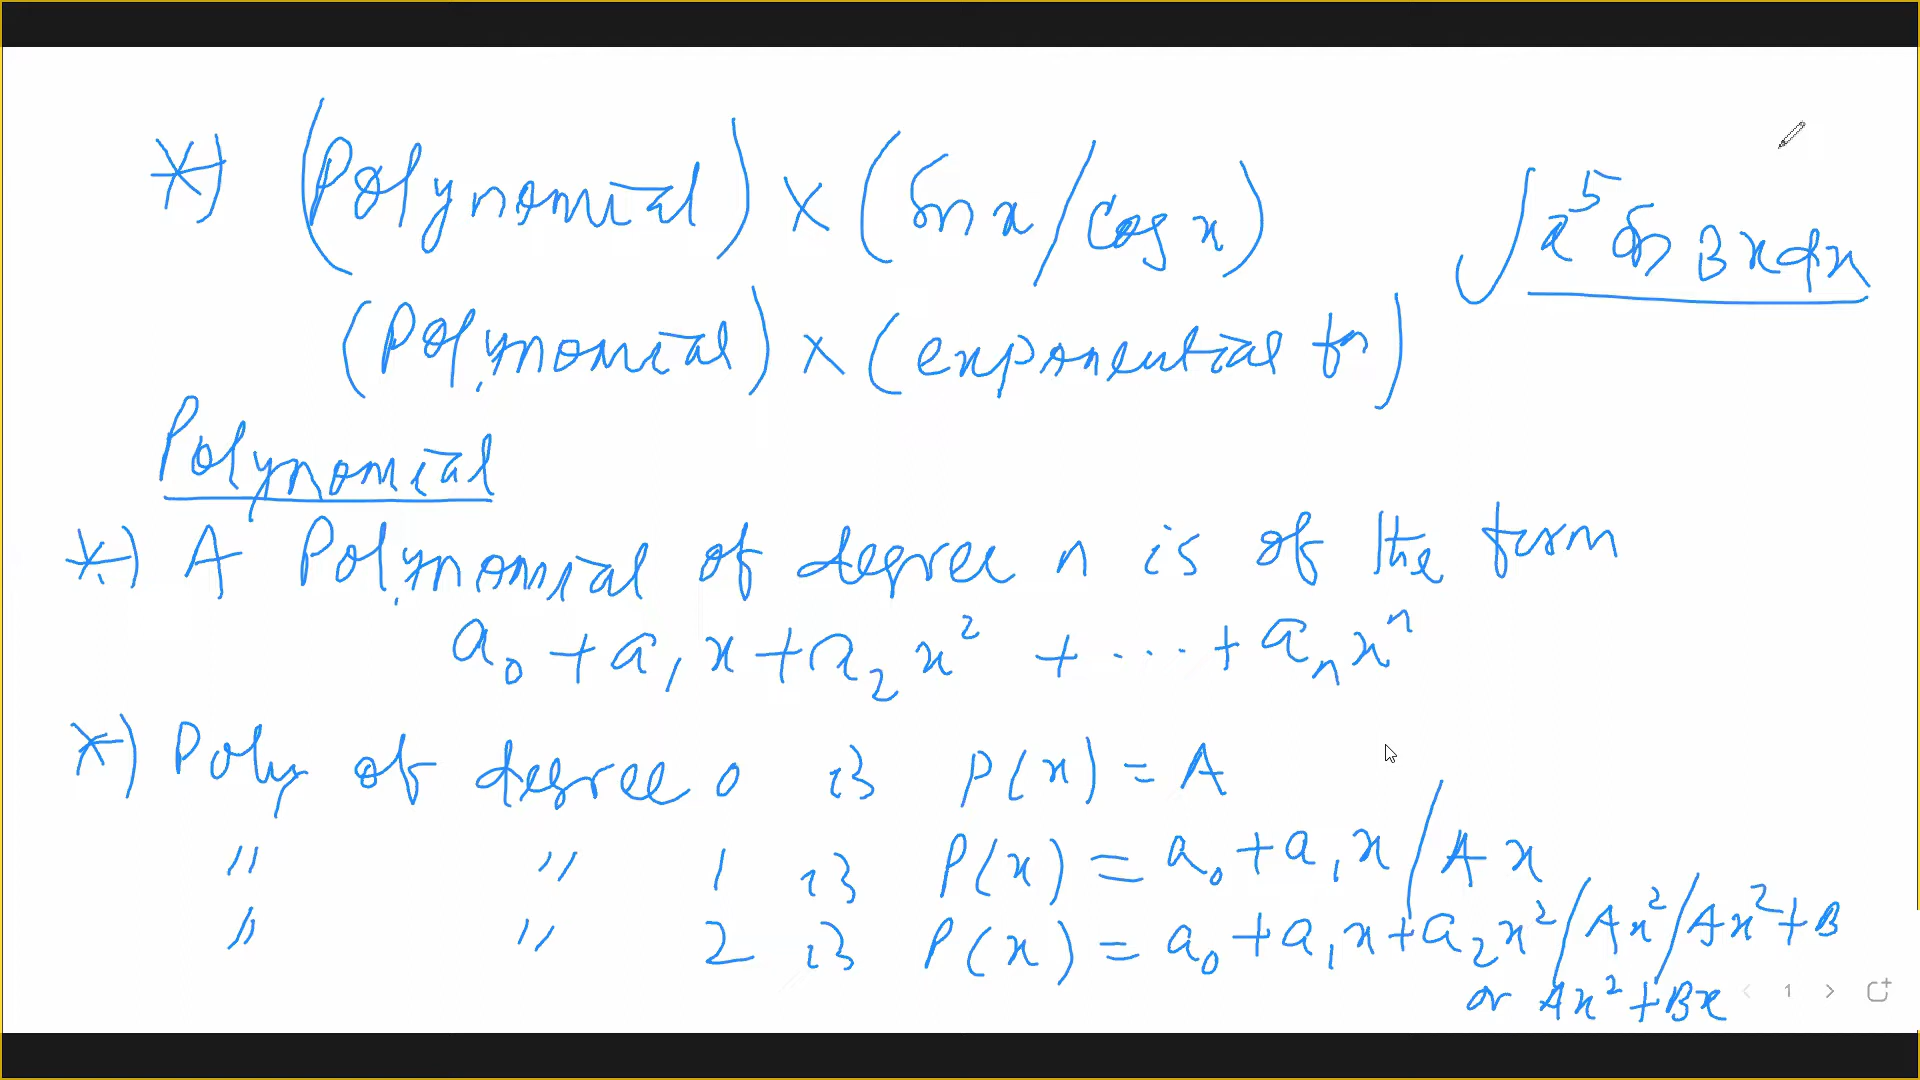 *) (Polynomial) × (Sin x / Cos x)
∫ x⁵ Sin 3x dx
(Polynomial) × (exponential fn)
Polynomial
*) A Polynomial of degree n is of the form
a₀ + a₁x + a₂x² + ... + aₙxⁿ
*) Poly of degree 0 is P(x) = A
" " 1 is P(x) = a₀ + a₁x / Ax
" " 2 is P(x) = a₀ + a₁x + a₂x² / Ax² / Ax² + B
or Ax² + Bx
1